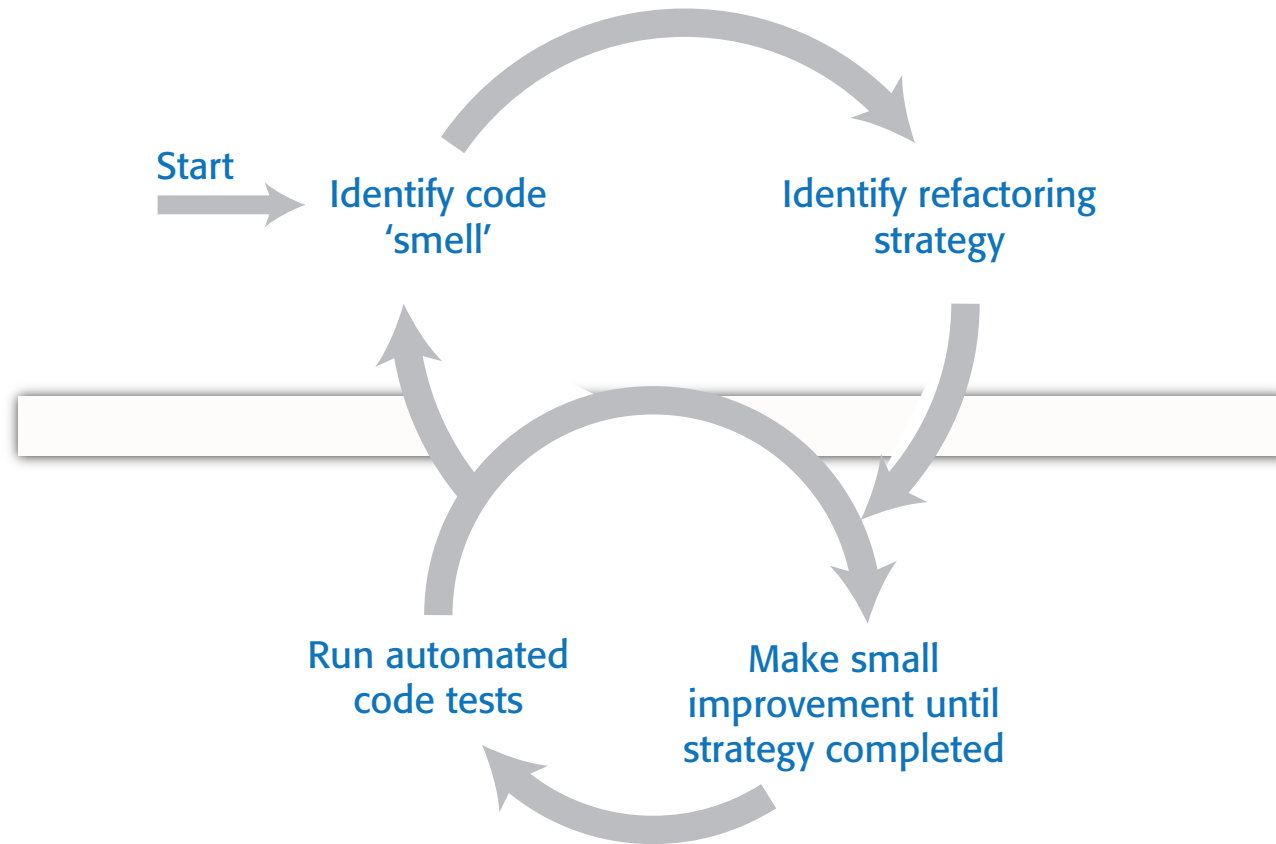 Start
Identify code
‘smell’
Identify refactoring
strategy
Run automated
code tests
Make small
improvement until
strategy completed